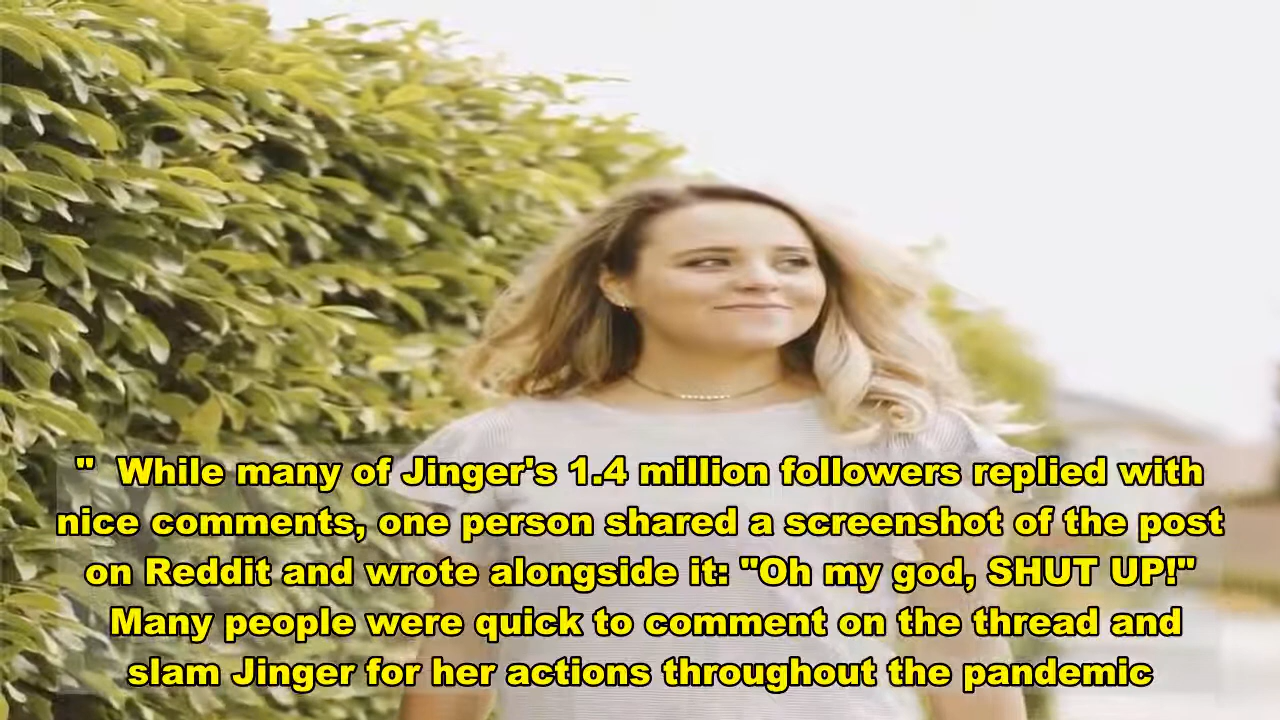 " While many of Jinger's 1.4 million followers replied with
nice comments, one person shared a screenshot of the post
on Reddit and wrote alongside it: "Oh my god, SHUT UP!"
Many people were quick to comment on the thread and
slam Jinger for her actions throughout the pandemic